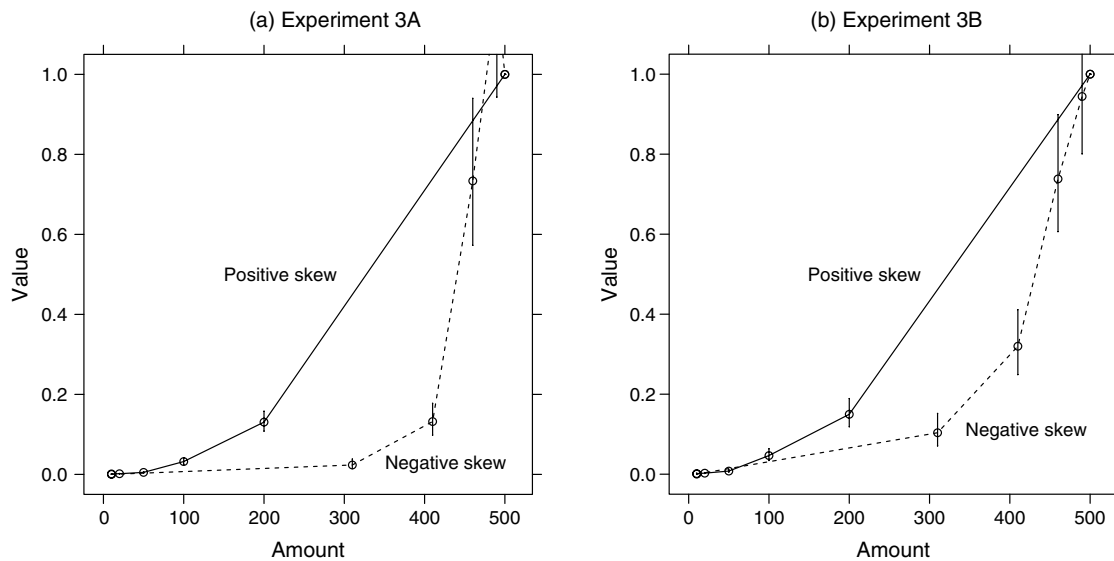 (a) Experiment 3A
1.0
0.8
0.6
0.4
0.2
0.0
Value
Positive skew
Negative skew
0 100 200 300 400 500
Amount
(b) Experiment 3B
1.0
0.8
0.6
0.4
0.2
0.0
Value
Positive skew
Negative skew
0 100 200 300 400 500
Amount